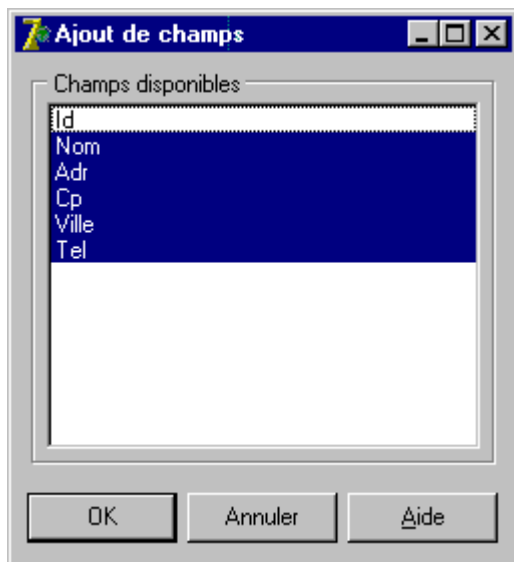 Ajout de champs
Champs disponibles
Id
Nom
Adr
Cp
Ville
Tel
OK
Annuler
Aide